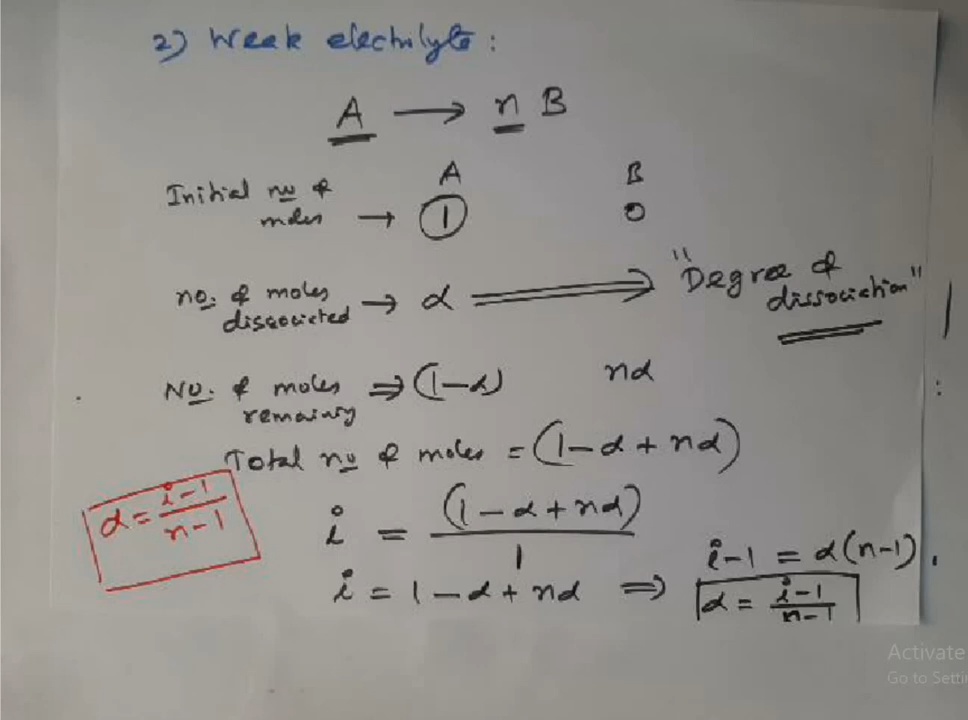 2) Weak electrolyte:
A → n B
A B
Initial no of moles → 1 0
no. of moles dissociated → α ⟹ "Degree of dissociation"
No. of moles remaining ⇒ (1-α) nα
Total no of moles = (1-α + nα)
α = i-1 / n-1
i = (1-α+nα) / 1
i-1 = α(n-1).
i = 1-α+nα ⇒ α = i-1 / n-1
Activate
Go to Settin